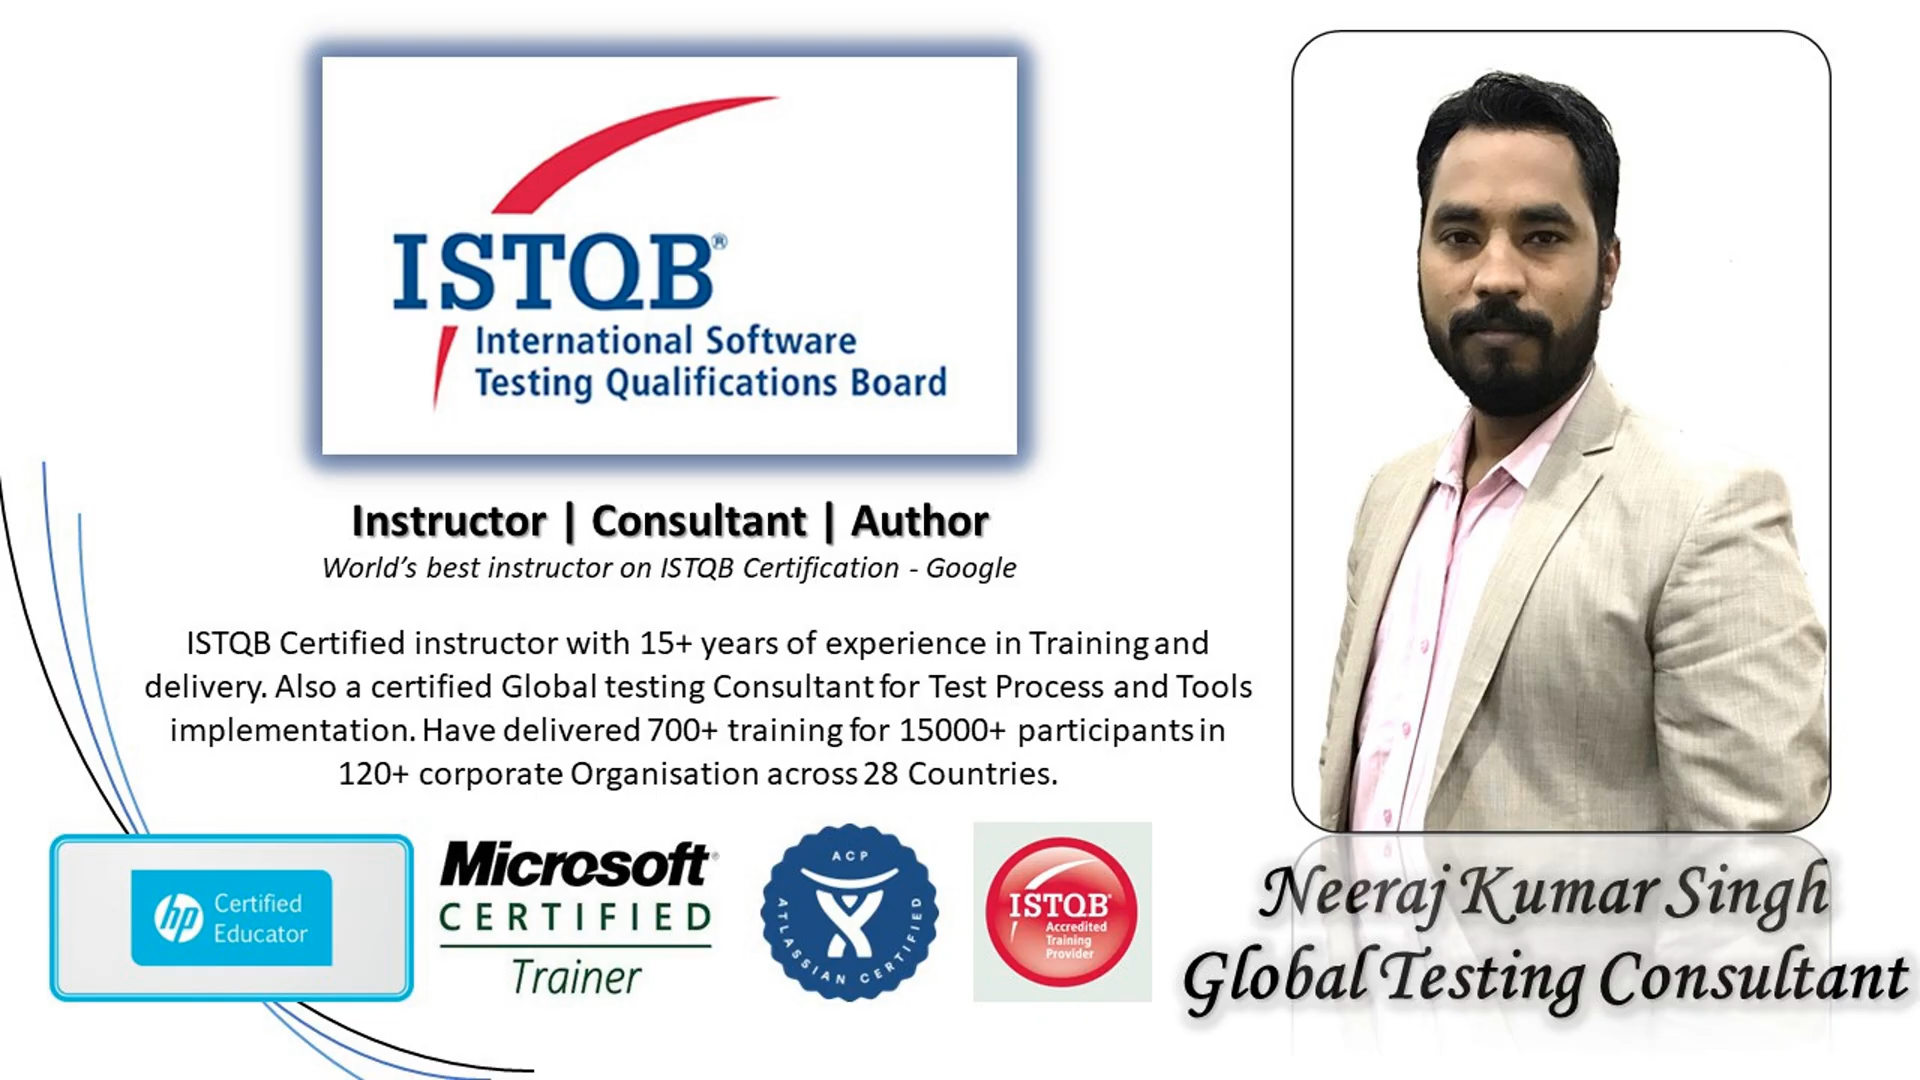 ISTQB®
International Software
Testing Qualifications Board
Instructor | Consultant | Author
World's best instructor on ISTQB Certification - Google
ISTQB Certified instructor with 15+ years of experience in Training and
delivery. Also a certified Global testing Consultant for Test Process and Tools
implementation. Have delivered 700+ training for 15000+ participants in
120+ corporate Organisation across 28 Countries.
hp
Certified
Educator
Microsoft®
CERTIFIED
Trainer
ACP
ATLASSIAN CERTIFIED
ISTQB®
Accredited
Training
Provider
Neeraj Kumar Singh
Global Testing Consultant